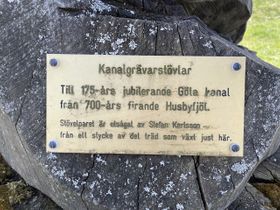 Kanalgrävarstövlar
Till 175-års jubilerande Göta kanal
från 700-års firande Husbyfjöl.
Stövelparet är elsågat av Stefan Karlsson
från ett stycke av det träd som växt just här.